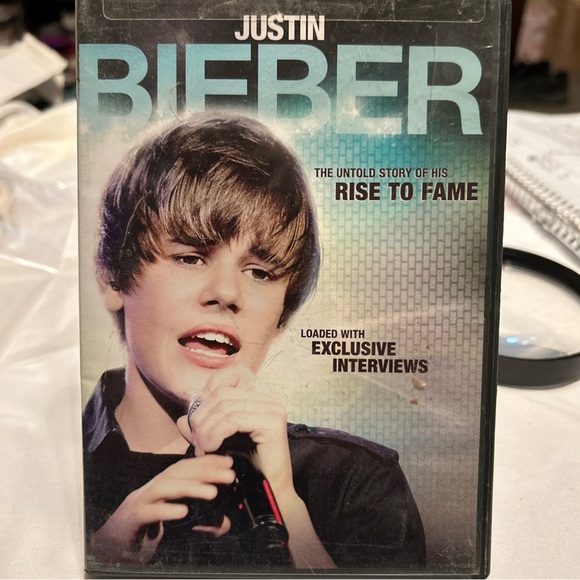 JUSTIN
BIEBER
THE UNTOLD STORY OF HIS
RISE TO FAME
LOADED WITH
EXCLUSIVE
INTERVIEWS